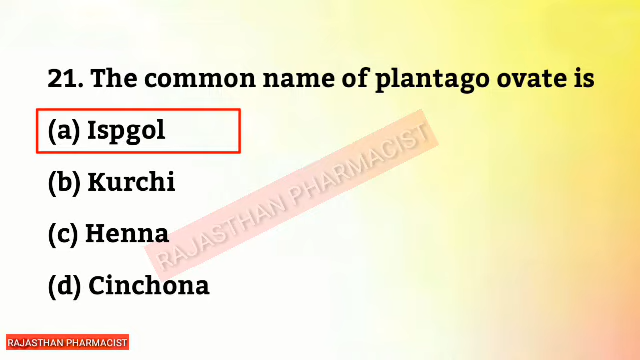 21. The common name of plantago ovate is
(a) Ispgol
(b) Kurchi
(c) Henna
(d) Cinchona
RAJASTHAN PHARMACIST
RAJASTHAN PHARMACIST